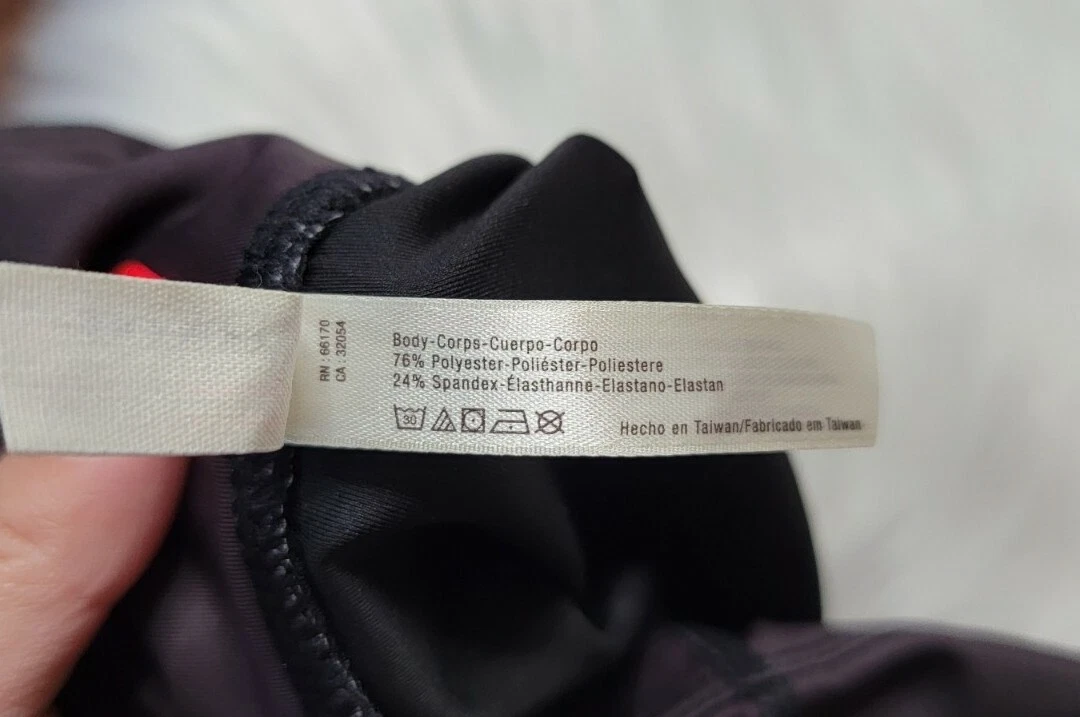 RN : 66170
CA : 32054
Body-Corps-Cuerpo-Corpo
76% Polyester-Poliéster-Poliestere
24% Spandex-Élasthanne-Elastano-Elastan
30
Hecho en Taiwan/Fabricado em Taiwan